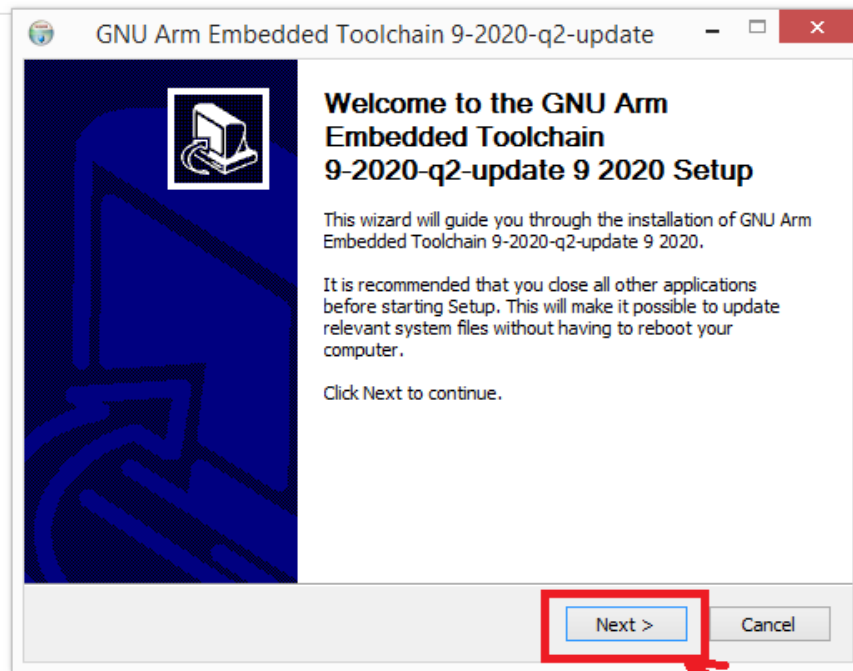 GNU Arm Embedded Toolchain 9-2020-q2-update
Welcome to the GNU Arm
Embedded Toolchain
9-2020-q2-update 9 2020 Setup
This wizard will guide you through the installation of GNU Arm
Embedded Toolchain 9-2020-q2-update 9 2020.
It is recommended that you close all other applications
before starting Setup. This will make it possible to update
relevant system files without having to reboot your
computer.
Click Next to continue.
Next >
Cancel